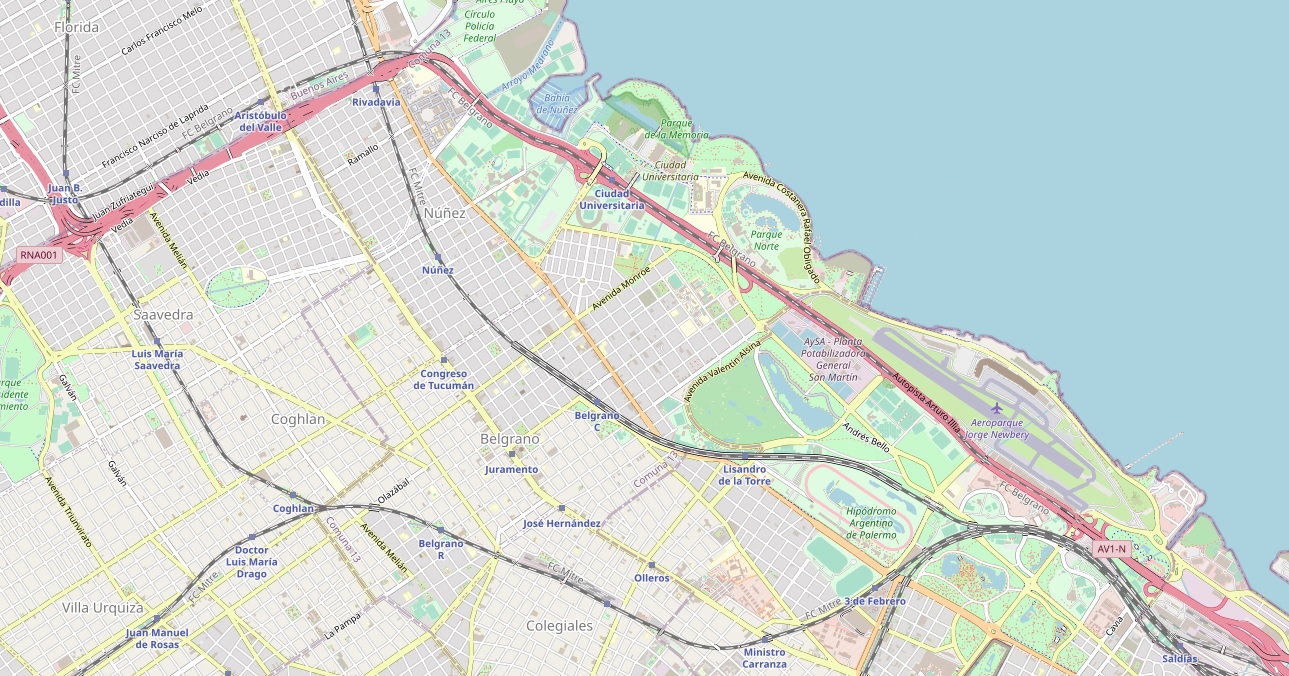 Aires Playa
Círculo
Policía
Federal
Florida
Carlos Francisco Melo
Comuna 13
FC Mitre
Arroyo Medrano
Buenos Aires
Rivadavia
FC Belgrano
Bahía
de Núñez
Aristóbulo
del Valle
Francisco Narciso de Laprida
FC Belgrano
Parque
de la Memoria
Ramallo
Ciudad
Universitaria
Vedia
Avenida Costanera Rafael Obligado
Juan B.
Justo
dilla
Juan Zufriategui
Vedia
FC Mitre
Ciudad
Universitaria
Núñez
Avenida Melián
Parque
Norte
FC Belgrano
RNA001
Núñez
Avenida Monroe
Saavedra
Luis María
Saavedra
AySA - Planta
Potabilizadora
General
San Martín
Avenida Valentín Alsina
Autopista Arturo Illia
Congreso
de Tucumán
Galván
arque
sidente
miento
Aeroparque
Jorge Newbery
Belgrano
C
Coghlan
Belgrano
Andrés Bello
Juramento
Comuna 13
Lisandro
de la Torre
Galván
Avenida Triunvirato
Olazábal
FC Belgrano
Coghlan
Hipódromo
Argentino
de Palermo
José Hernández
Comuna 13
Avenida Melián
Belgrano
R
AV1-N
Doctor
Luis María
Drago
FC Mitre
FC Mitre
Olleros
3 de Febrero
Villa Urquiza
FC Mitre
La Pampa
Colegiales
Cavia
Juan Manuel
de Rosas
Ministro
Carranza
Saldías